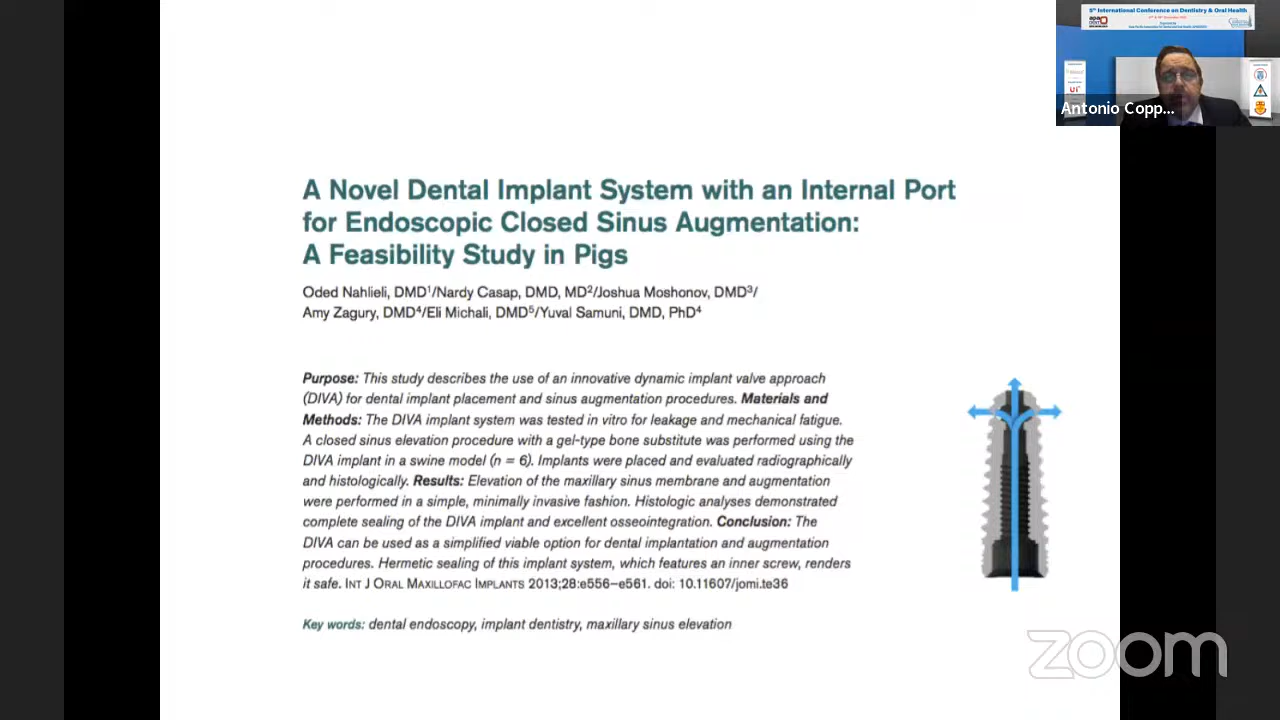 5th International Conference on Dentistry & Oral Health
Antonio Copp...
A Novel Dental Implant System with an Internal Port
for Endoscopic Closed Sinus Augmentation:
A Feasibility Study in Pigs
Oded Nahlieli, DMD¹/Nardy Casap, DMD, MD²/Joshua Moshonov, DMD³/
Amy Zagury, DMD⁴/Eli Michali, DMD⁵/Yuval Samuni, DMD, PhD⁴
Purpose: This study describes the use of an innovative dynamic implant valve approach
(DIVA) for dental implant placement and sinus augmentation procedures. Materials and
Methods: The DIVA implant system was tested in vitro for leakage and mechanical fatigue.
A closed sinus elevation procedure with a gel-type bone substitute was performed using the
DIVA implant in a swine model (n = 6). Implants were placed and evaluated radiographically
and histologically. Results: Elevation of the maxillary sinus membrane and augmentation
were performed in a simple, minimally invasive fashion. Histologic analyses demonstrated
complete sealing of the DIVA implant and excellent osseointegration. Conclusion: The
DIVA can be used as a simplified viable option for dental implantation and augmentation
procedures. Hermetic sealing of this implant system, which features an inner screw, renders
it safe. INT J ORAL MAXILLOFAC IMPLANTS 2013;28:e556–e561. doi: 10.11607/jomi.te36
Key words: dental endoscopy, implant dentistry, maxillary sinus elevation
zoom